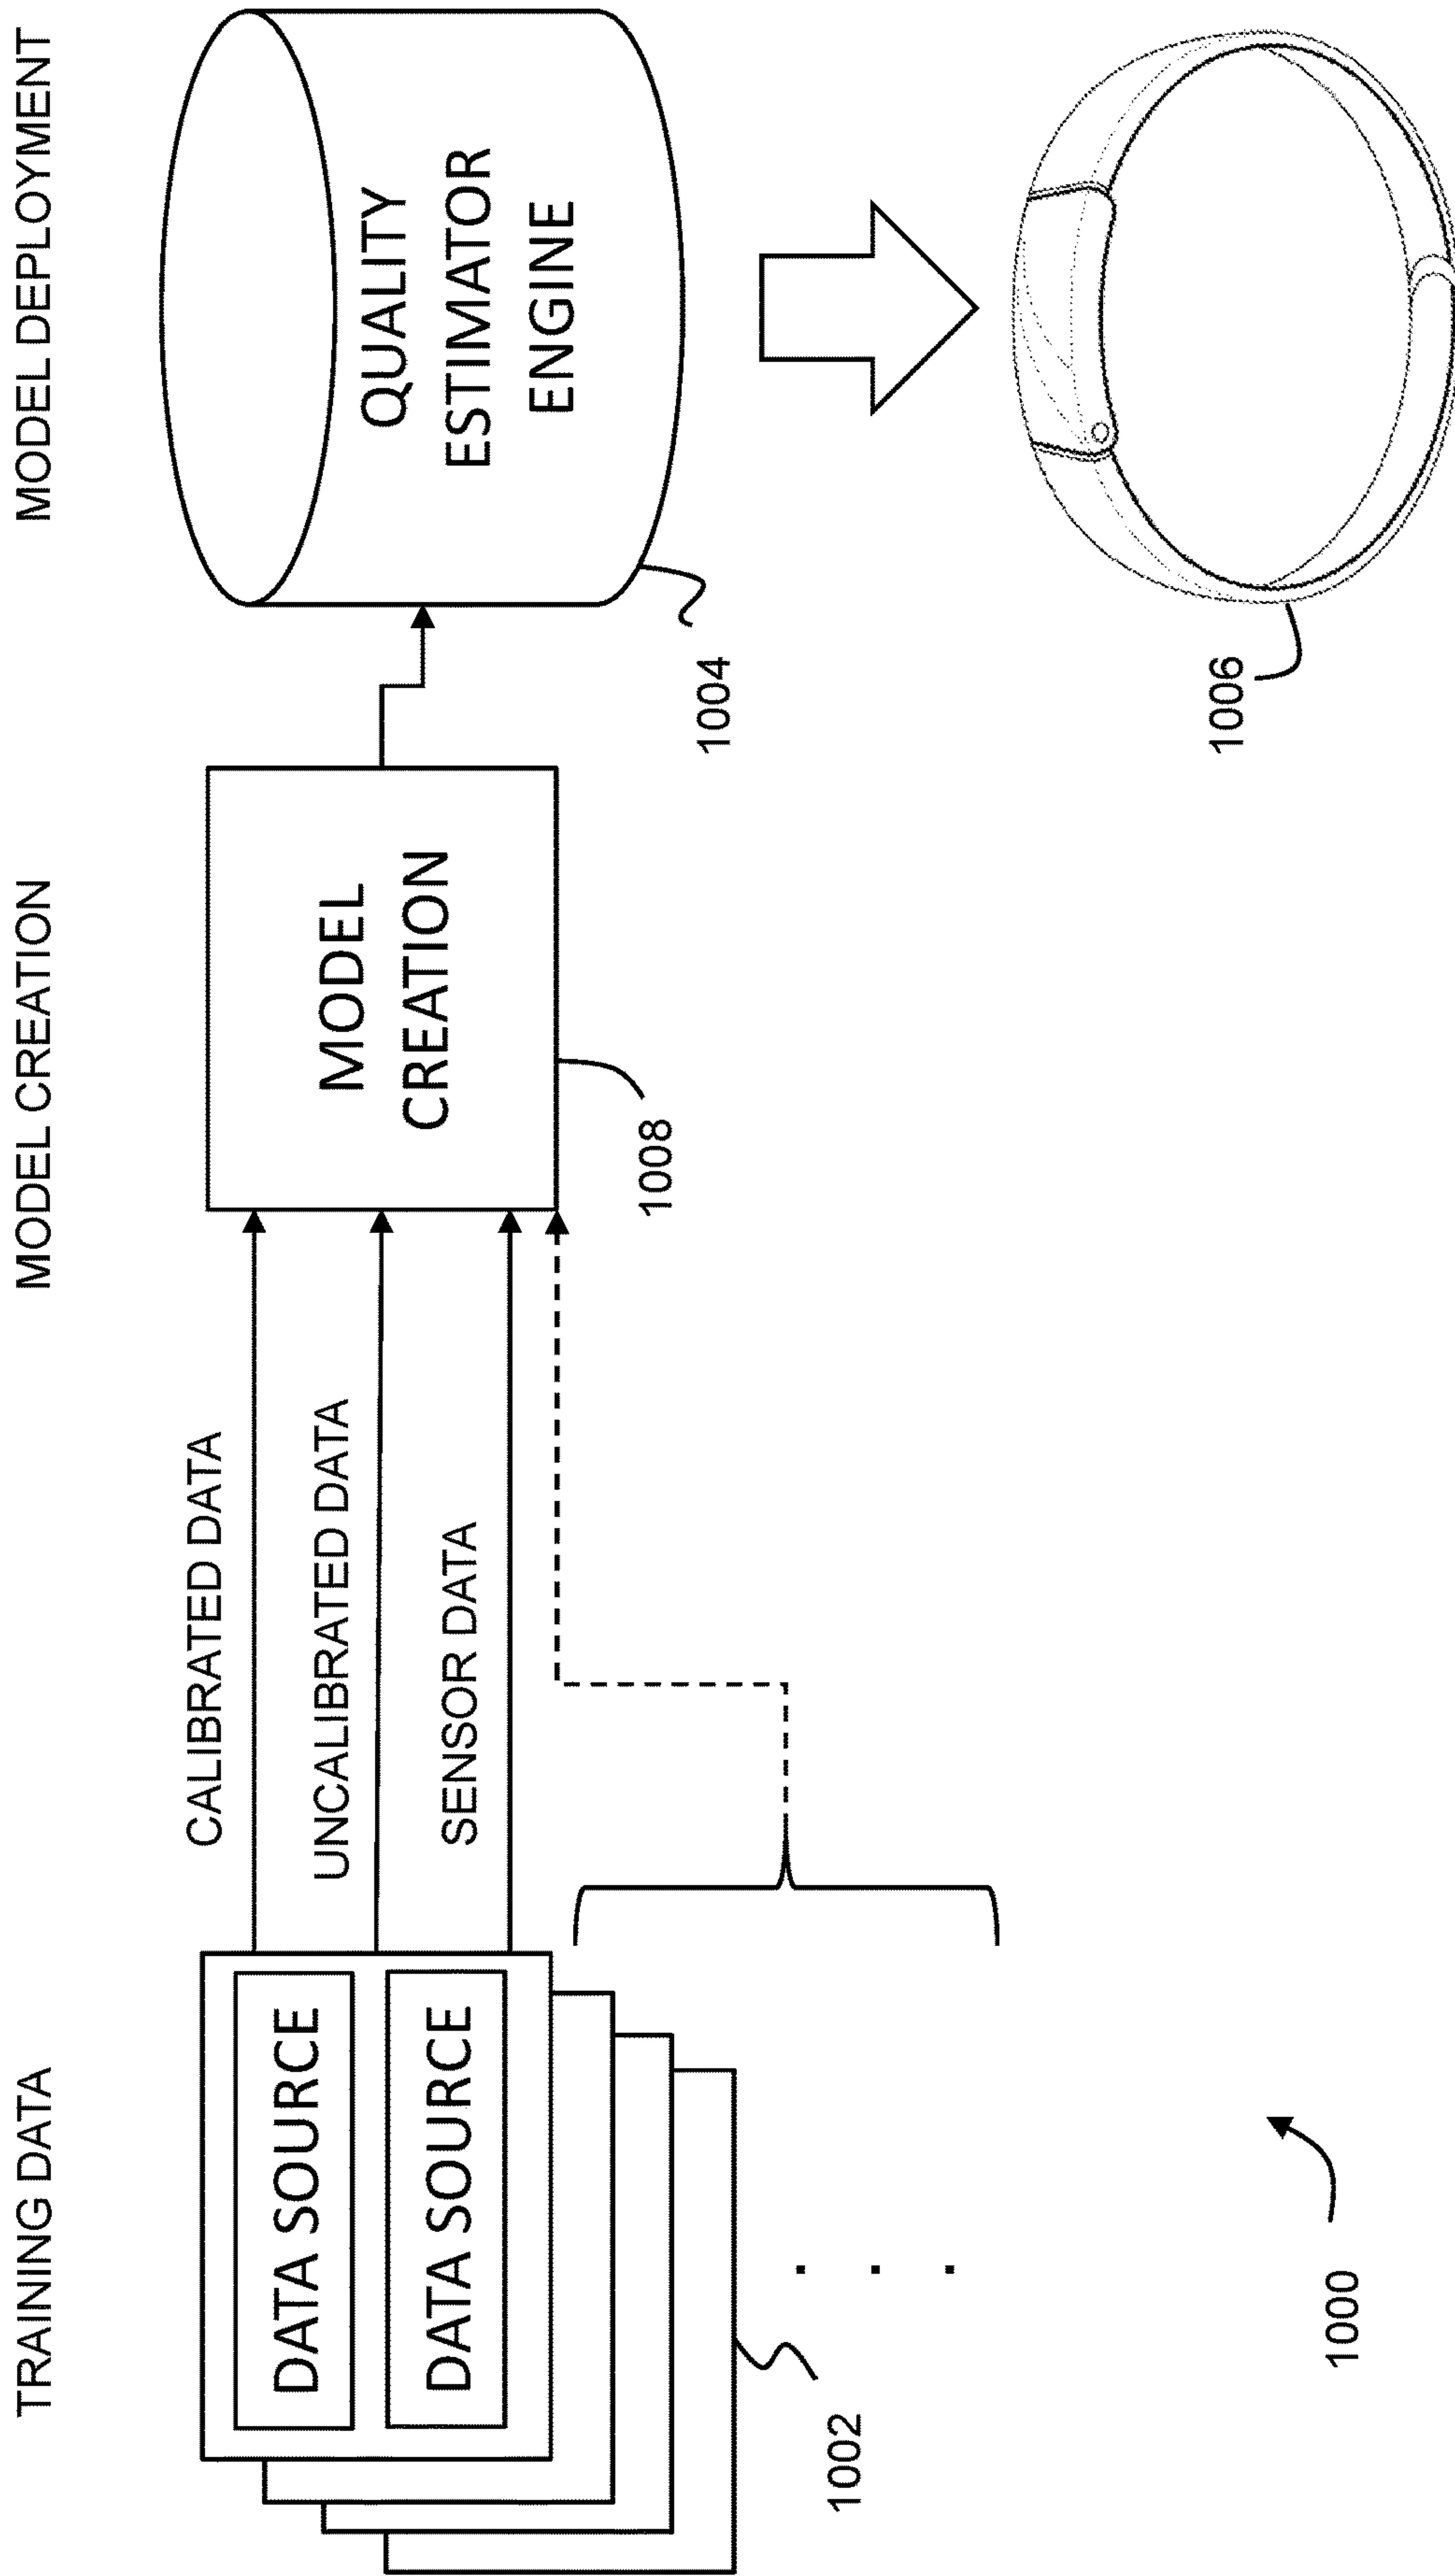 TRAINING DATA
MODEL CREATION
MODEL DEPLOYMENT
DATA SOURCE
DATA SOURCE
1002
CALIBRATED DATA
UNCALIBRATED DATA
SENSOR DATA
MODEL
CREATION
1008
QUALITY
ESTIMATOR
ENGINE
1004
1006
1000